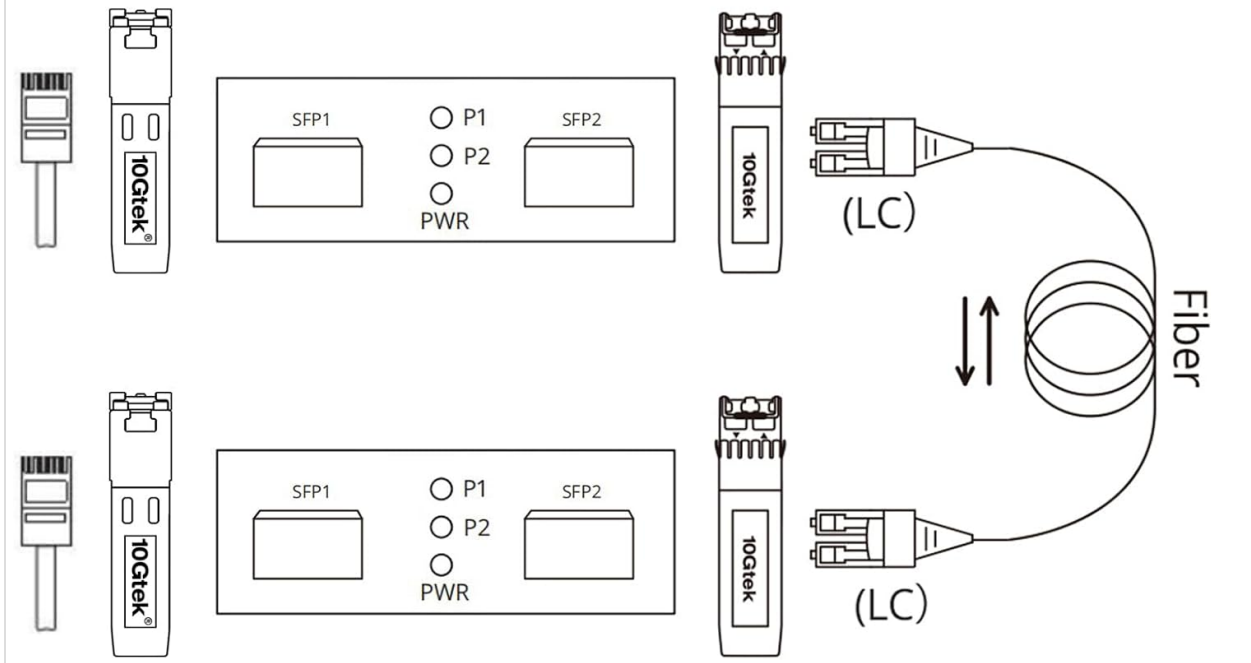 10Gtek®
SFP1
P1
P2
PWR
SFP2
10Gtek
(LC)
Fiber
10Gtek®
SFP1
P1
P2
PWR
SFP2
10Gtek
(LC)